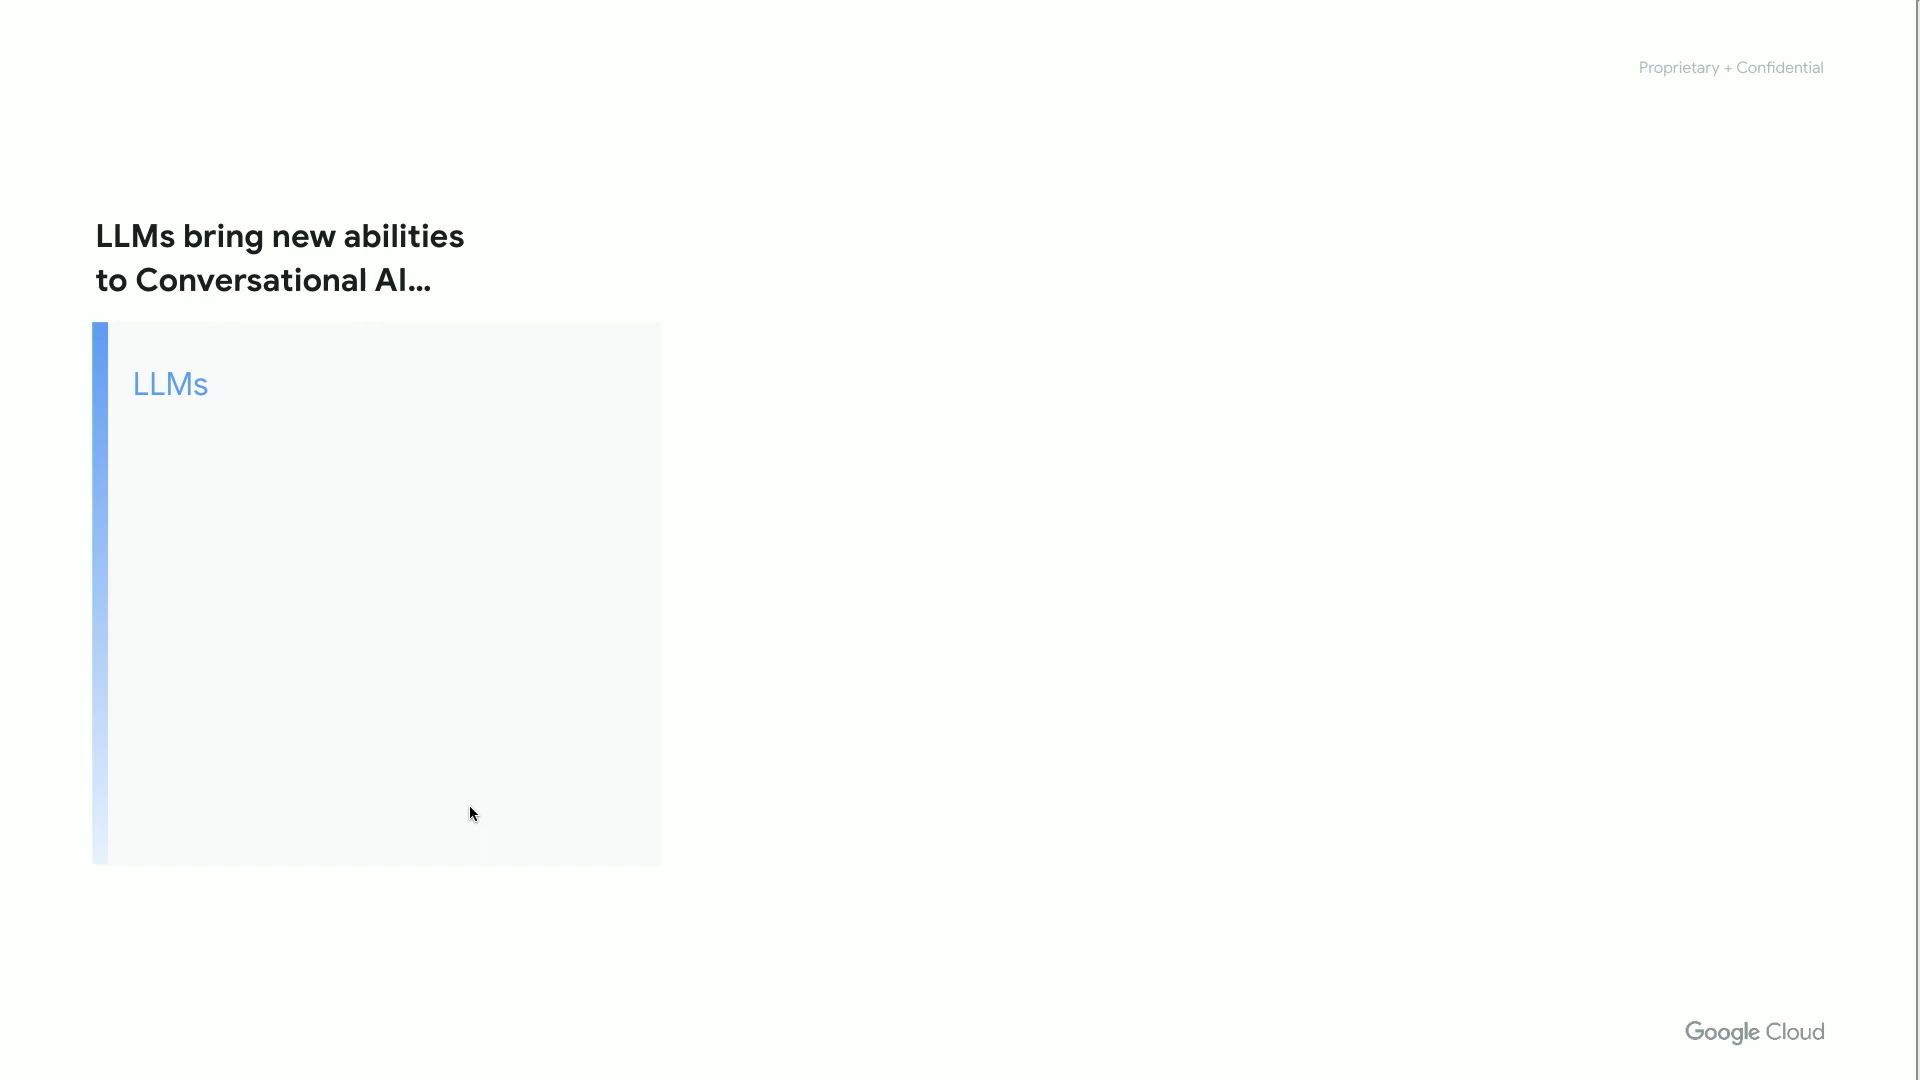 Proprietary + Confidential
LLMs bring new abilities
to Conversational AI...
LLMs
Google Cloud